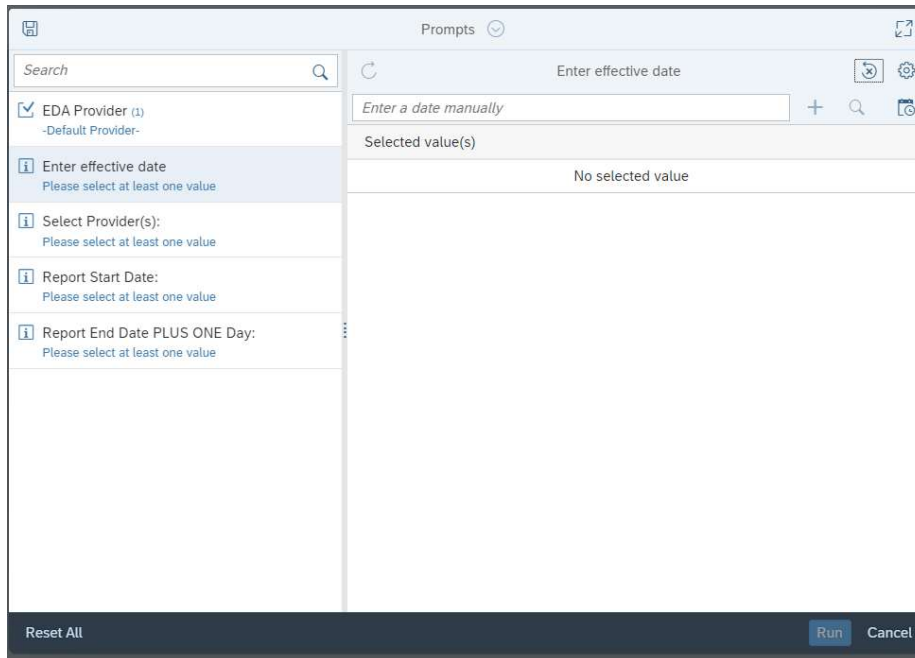 Prompts
Search
EDA Provider (1)
-Default Provider-
Enter effective date
Please select at least one value
Select Provider(s):
Please select at least one value
Report Start Date:
Please select at least one value
Report End Date PLUS ONE Day:
Please select at least one value
Enter effective date
Enter a date manually
Selected value(s)
No selected value
Reset All
Run
Cancel